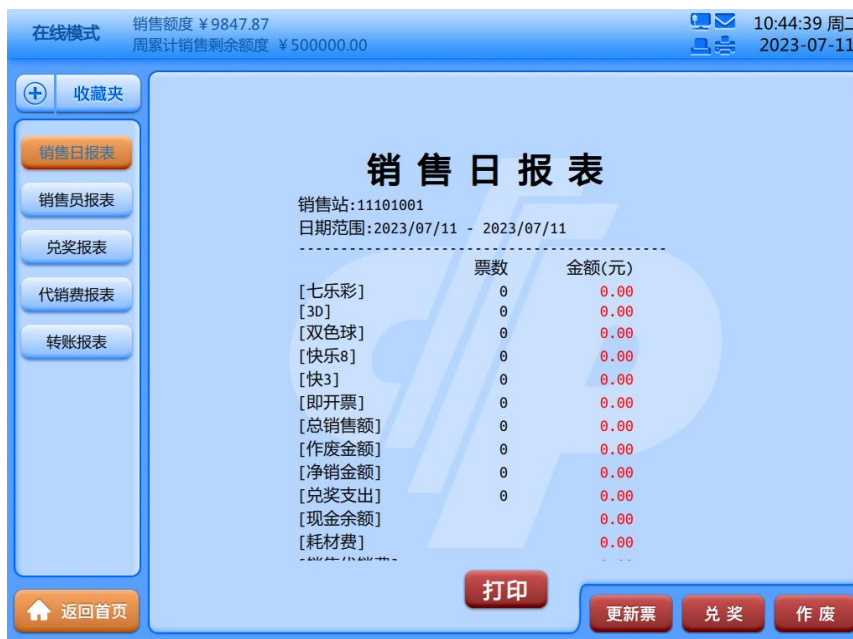 在线模式
销售额度 ¥9847.87
周累计销售剩余额度 ¥500000.00
10:44:39 周二
2023-07-11
收藏夹
销售日报表
销售员报表
兑奖报表
代销费报表
转账报表
返回首页
销售日报表
销售站:11101001
日期范围:2023/07/11 - 2023/07/11
--------------------------------------------
票数 金额(元)
[七乐彩] 0 0.00
[3D] 0 0.00
[双色球] 0 0.00
[快乐8] 0 0.00
[快3] 0 0.00
[即开票] 0 0.00
[总销售额] 0 0.00
[作废金额] 0 0.00
[净销金额] 0 0.00
[兑奖支出] 0 0.00
[现金余额] 0.00
[耗材费] 0.00
打印
更新票
兑奖
作废